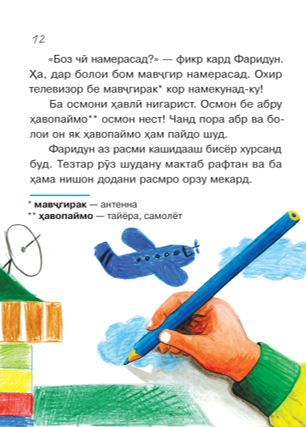 12
«Боз чӣ намерасад?» — фикр кард Фаридун.
Ҳа, дар болои бом мавҷгир намерасад. Охир
телевизор бе мавҷгирак* кор намекунад-ку!
Ба осмони ҳавлӣ нигарист. Осмон бе абру
ҳавопаймо** осмон нест! Чанд пора абр ва бо-
лои он як ҳавопаймо ҳам пайдо шуд.
Фаридун аз расми кашидааш бисёр хурсанд
буд. Тезтар рӯз шудану мактаб рафтан ва ба
ҳама нишон додани расмро орзу мекард.
* мавҷгирак — антенна
** ҳавопаймо — тайёра, самолёт